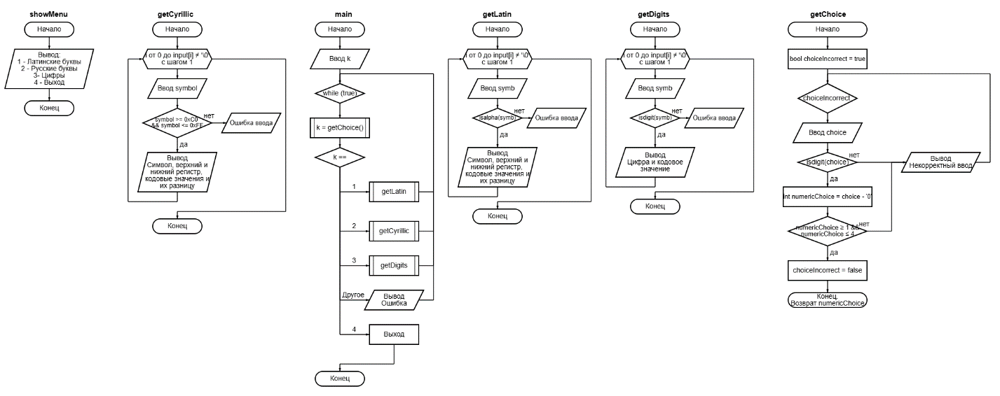 showMenu
Начало
Вывод:
1 - Латинские буквы
2 - Русские буквы
3- Цифры
4 - Выход
Конец
getCyrillic
Начало
i от 0 до input[i] ≠ '\0'
с шагом 1
Ввод symbol
symbol >= 0xC0
&& symbol <= 0xFF
нет
Ошибка ввода
да
Вывод
Символ, верхний и
нижний регистр,
кодовые значения и
их разницу
Конец
main
Начало
Ввод k
while (true)
k = getChoice()
k ==
1
getLatin
2
getCyrillic
3
getDigits
Другое
Вывод
Ошибка
4
Выход
Конец
getLatin
Начало
i от 0 до input[i] ≠ '\0'
с шагом 1
Ввод symb
isalpha(symb)
нет
Ошибка ввода
да
Вывод
Символ, верхний и
нижний регистр,
кодовые значения и
их разницу
Конец
getDigits
Начало
i от 0 до input[i] ≠ '\0'
с шагом 1
Ввод symb
isdigit(symb)
нет
Ошибка ввода
да
Вывод
Цифра и кодовое
значение
Конец
getChoice
Начало
bool choiceIncorrect = true
choiceIncorrect
Ввод choice
isdigit(choice)
нет
Вывод
Некорректный ввод
да
int numericChoice = choice - '0'
numericChoice ≥ 1 &&
numericChoice ≤ 4
нет
да
choiceIncorrect = false
Конец.
Возврат numericChoice